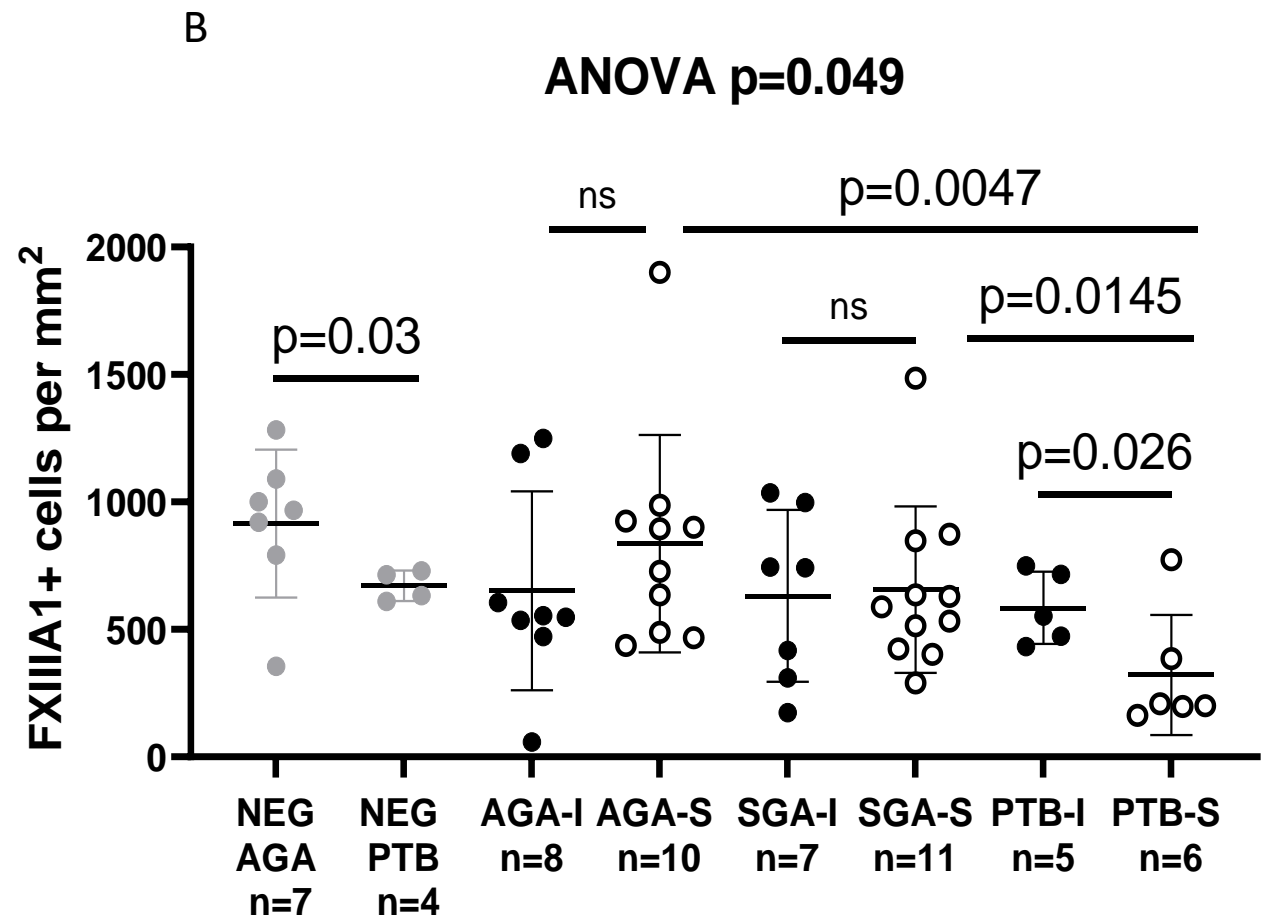 B
ANOVA p=0.049
ns
p=0.0047
p=0.03
ns
p=0.0145
p=0.026
FXIIIA1+ cells per mm²
2000
1500
1000
500
0
NEG AGA n=7
NEG PTB n=4
AGA-I n=8
AGA-S n=10
SGA-I n=7
SGA-S n=11
PTB-I n=5
PTB-S n=6